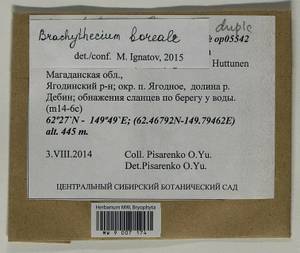 duplo
Brachythecium boreale
op05542
det./conf. M. Ignatov, 2015
Huttunen
Магаданская обл.,
Ягодинский р-н; окр. п. Ягодное, долина р.
Дебин; обнажения сланцев по берегу у воды.
(m14-6c)
62°27'N - 149°49'E; (62.46792N-149.79462E)
alt. 445 m.
3.VIII.2014 Coll. Pisarenko O.Yu.
Det.Pisarenko O.Yu.
ЦЕНТРАЛЬНЫЙ СИБИРСКИЙ БОТАНИЧЕСКИЙ САД
Herbarium MW, Bryophyta
MW 9 007 174